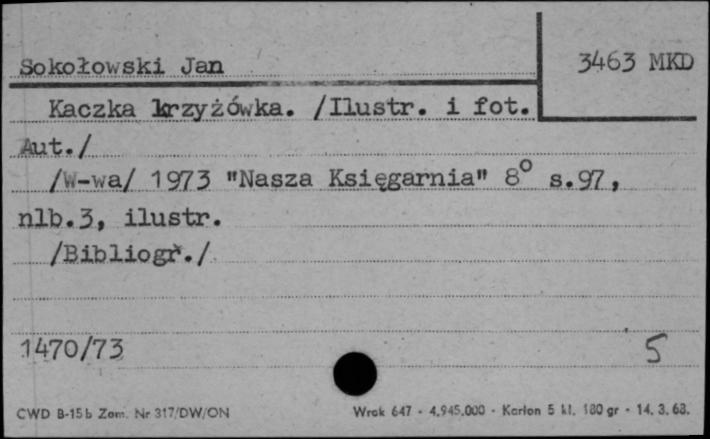 Sokołowski Jan
3463 MKD
Kaczka krzyżówka. /Ilustr. i fot.
Aut./
/W-wa/ 1973 "Nasza Księgarnia" 8° s.97,
nlb.3, ilustr.
/Bibliogr./
1470/73
5
CWD B-15b Zam. Nr 317/DW/ON
Wrok 647 - 4.945.000 - Karton 5 kl. 180 gr - 14. 3. 68.